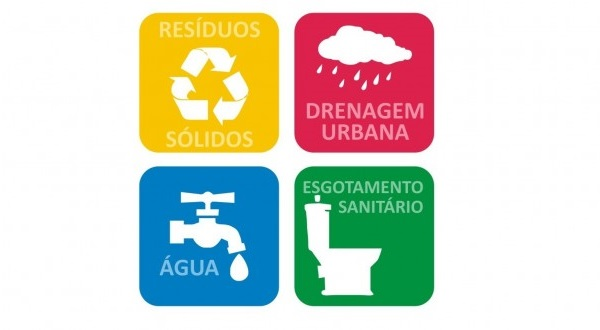 RESÍDUOS
SÓLIDOS
DRENAGEM
URBANA
ÁGUA
ESGOTAMENTO
SANITÁRIO